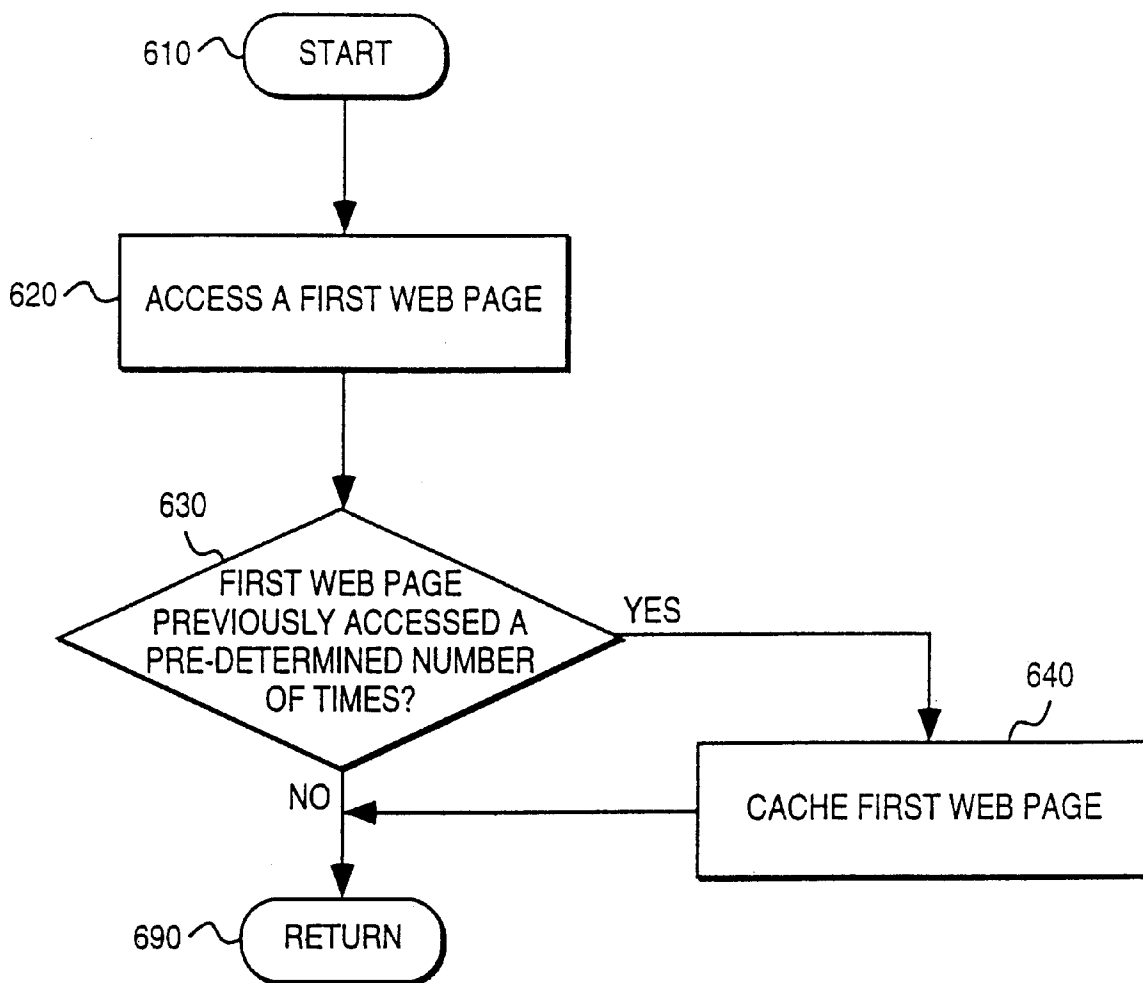 610
START
620
ACCESS A FIRST WEB PAGE
630
FIRST WEB PAGE
PREVIOUSLY ACCESSED A
PRE-DETERMINED NUMBER
OF TIMES?
YES
640
CACHE FIRST WEB PAGE
NO
690
RETURN